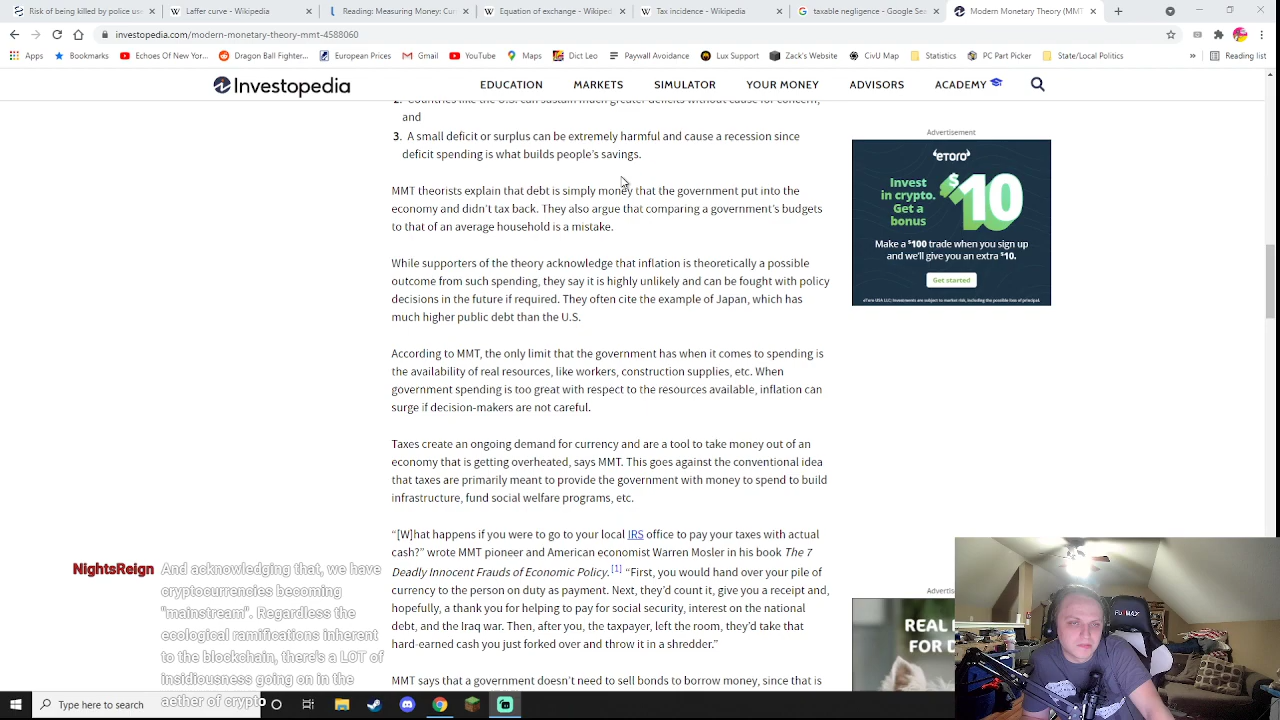 Risk of being killed by police use
Laffer curve - Wikipedia
Reading: Measuring Cur
Equation of exchange - Wikiped
Tax incidence - Wikipedia
taxable negligence - Google Sea
Modern Monetary Theory (MMT
investopedia.com/modern-monetary-theory-mmt-4588060
Apps
Bookmarks
Echoes Of New Yor...
Dragon Ball Fighter...
European Prices
Gmail
YouTube
Maps
Dict Leo
Paywall Avoidance
Lux Support
Zack's Workshop
CivU Map
Statistics
PC Part Picker
State/Local Politics
»
Reading list
Investopedia
EDUCATION
MARKETS
SIMULATOR
YOUR MONEY
ADVISORS
ACADEMY
2. Countries like the U.S. can sustain much greater deficits without cause for concern,
and
3. A small deficit or surplus can be extremely harmful and cause a recession since
deficit spending is what builds people's savings.
MMT theorists explain that debt is simply money that the government put into the
economy and didn't tax back. They also argue that comparing a government's budgets
to that of an average household is a mistake.
While supporters of the theory acknowledge that inflation is theoretically a possible
outcome from such spending, they say it is highly unlikely and can be fought with policy
decisions in the future if required. They often cite the example of Japan, which has
much higher public debt than the U.S.
According to MMT, the only limit that the government has when it comes to spending is
the availability of real resources, like workers, construction supplies, etc. When
government spending is too great with respect to the resources available, inflation can
surge if decision-makers are not careful.
Taxes create an ongoing demand for currency and are a tool to take money out of an
economy that is getting overheated, says MMT. This goes against the conventional idea
that taxes are primarily meant to provide the government with money to spend to build
infrastructure, fund social welfare programs, etc.
“[W]hat happens if you were to go to your local IRS office to pay your taxes with actual
cash?” wrote MMT pioneer and American economist Warren Mosler in his book The 7
Deadly Innocent Frauds of Economic Policy.[1] “First, you would hand over your pile of
currency to the person on duty as payment. Next, he'd count it, give you a receipt and,
hopefully, a thank you for helping to pay for social security, interest on the national
debt, and the Iraq war. Then, after you, the taxpayer, left the room, they'd take that
hard-earned cash you just forked over and throw it in a shredder.”
MMT says that a government doesn't need to sell bonds to borrow money, since that is
Advertisement
eToro
Invest
in crypto.
Get a
bonus
$10
Make a $100 trade when you sign up
and we'll give you an extra $10.
Get started
eToro USA LLC; Investments are subject to market risk, including the possible loss of principal.
Advertis
REAL
FOR D
NightsReign And acknowledging that, we have
cryptocurrencies becoming
"mainstream". Regardless the
ecological ramifications inherent
to the blockchain, there's a LOT of
insidiousness going on in the
aether of crypto
Type here to search